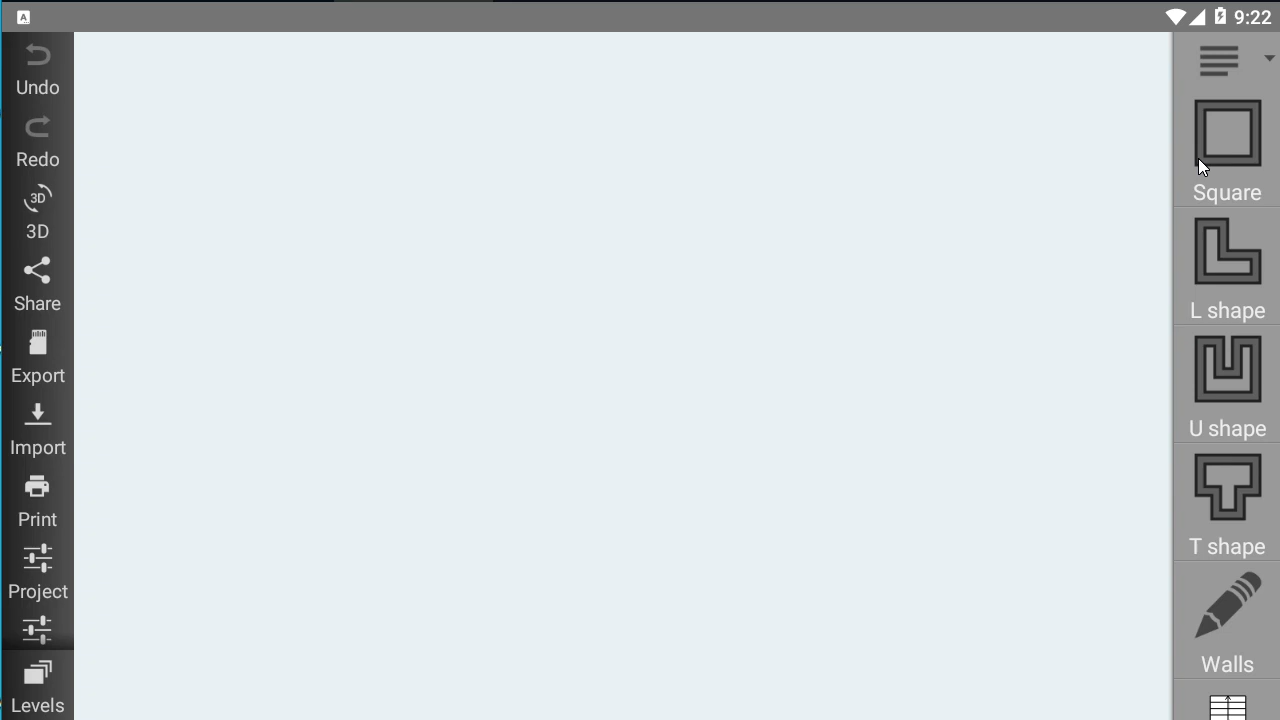 A
9:22
Undo
Redo
3D
3D
Share
Export
Import
Print
Project
Levels
Square
L shape
U shape
T shape
Walls